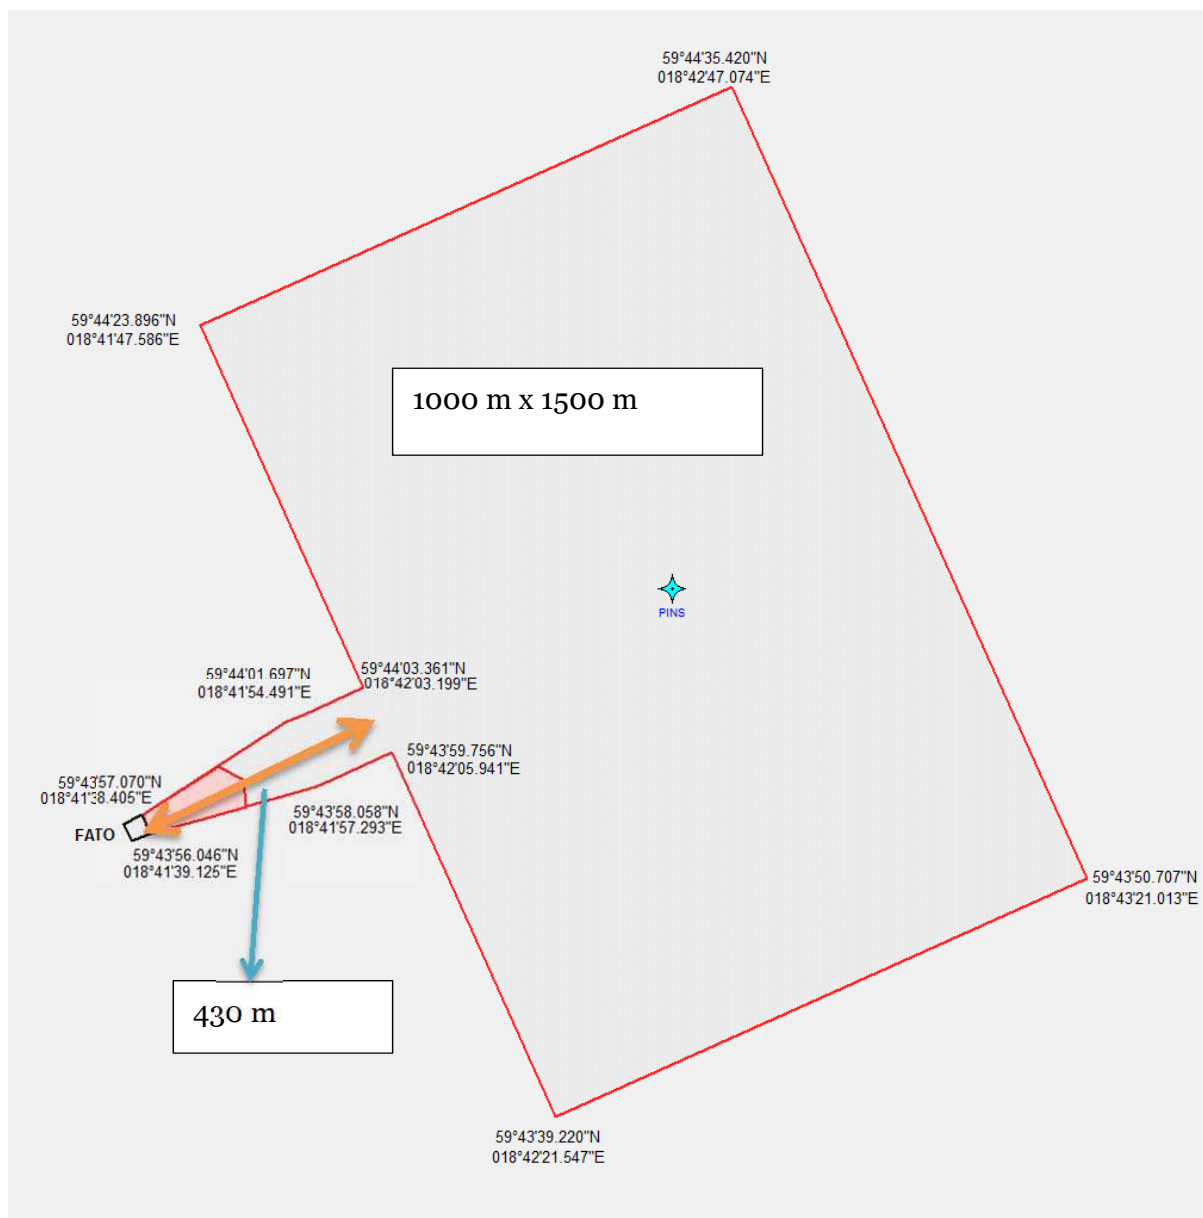 59°44'35.420"N
018°42'47.074"E
59°44'23.896"N
018°41'47.586"E
1000 m x 1500 m
PINS
59°44'01.697"N
018°41'54.491"E
59°44'03.361"N
018°42'03.199"E
59°43'59.756"N
018°42'05.941"E
59°43'57.070"N
018°41'38.405"E
59°43'58.058"N
018°41'57.293"E
FATO
59°43'56.046"N
018°41'39.125"E
59°43'50.707"N
018°43'21.013"E
430 m
59°43'39.220"N
018°42'21.547"E